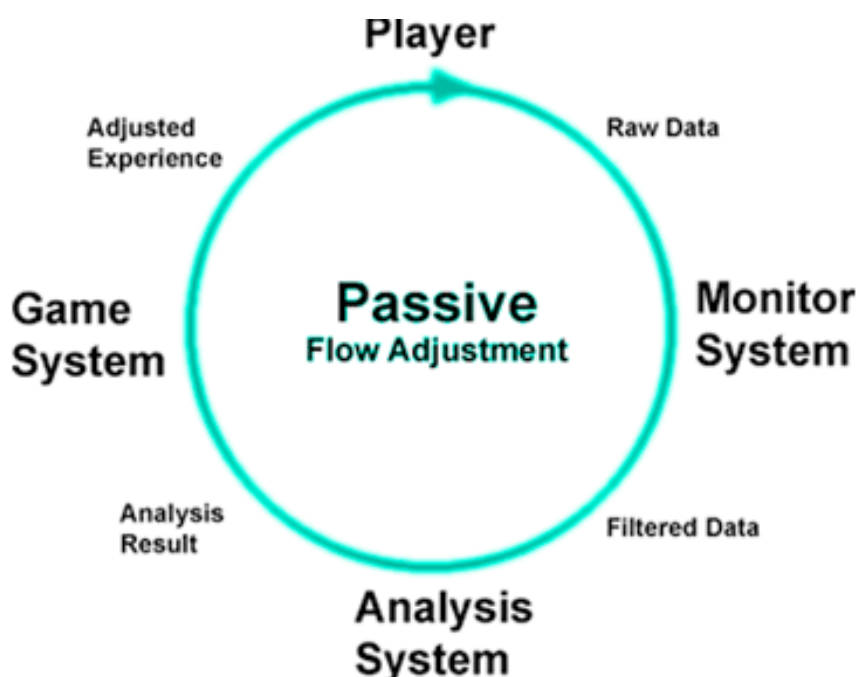 Player
Adjusted
Experience
Raw Data
Game
System
Passive
Flow Adjustment
Monitor
System
Analysis
Result
Filtered Data
Analysis
System